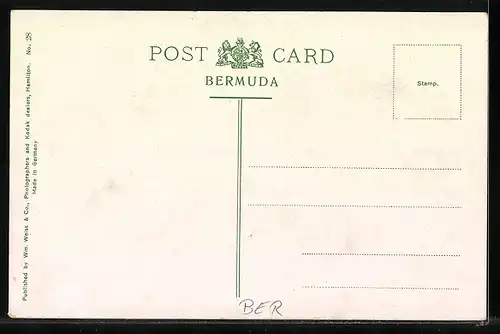 POST CARD
BERMUDA
Stamp.
Published by Wm. Weiss & Co., Photographers and Kodak dealers, Hamilton. No. 28
Made in Germany
BER